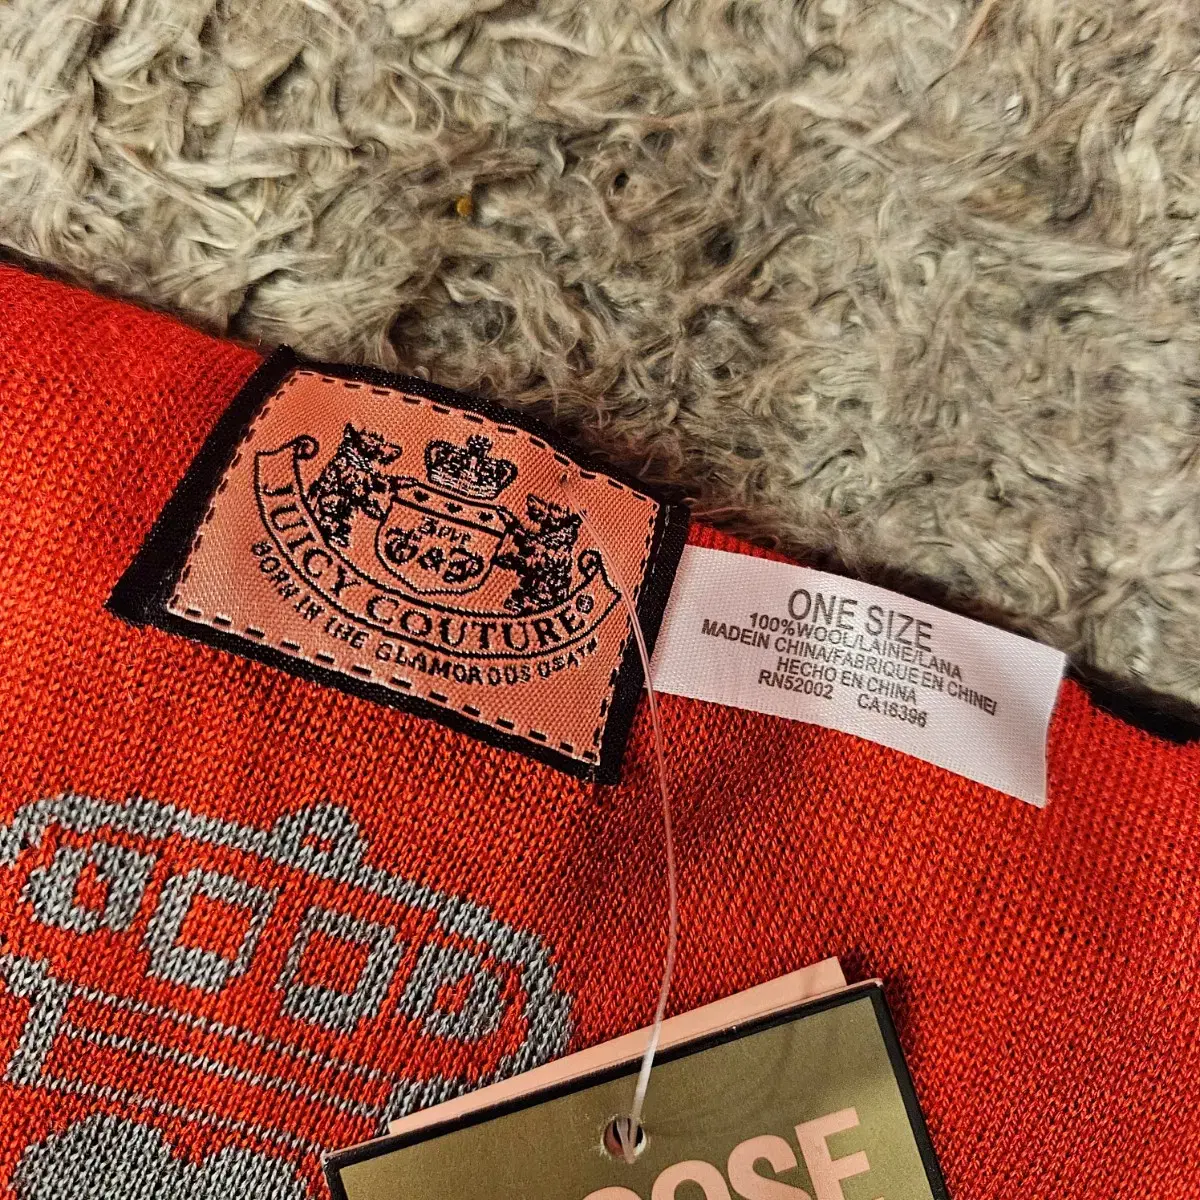 JUICY COUTURE®
BORN IN THE GLAMOROUS USA
ONE SIZE
100%WOOL/LAINE/LANA
MADEIN CHINA/FABRIQUE EN CHINE/
HECHO EN CHINA
RN52002 CA16396
OSE